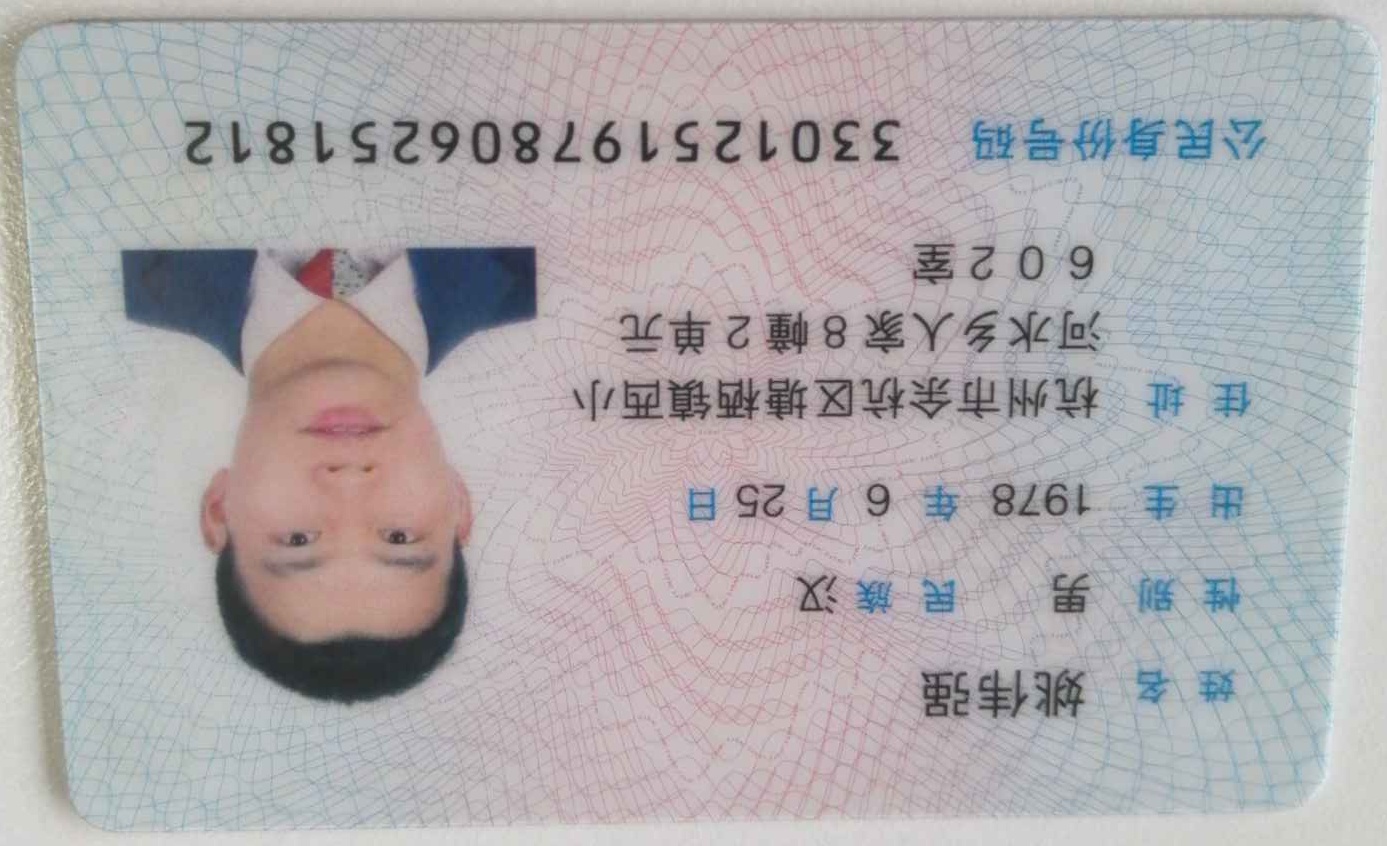 姓名 姚伟强
性别 男 民族 汉
出生 1978 年 6 月 25 日
住址 杭州市余杭区塘栖镇西小
河水乡人家8幢2单元
602室
公民身份号码 330125197806251812